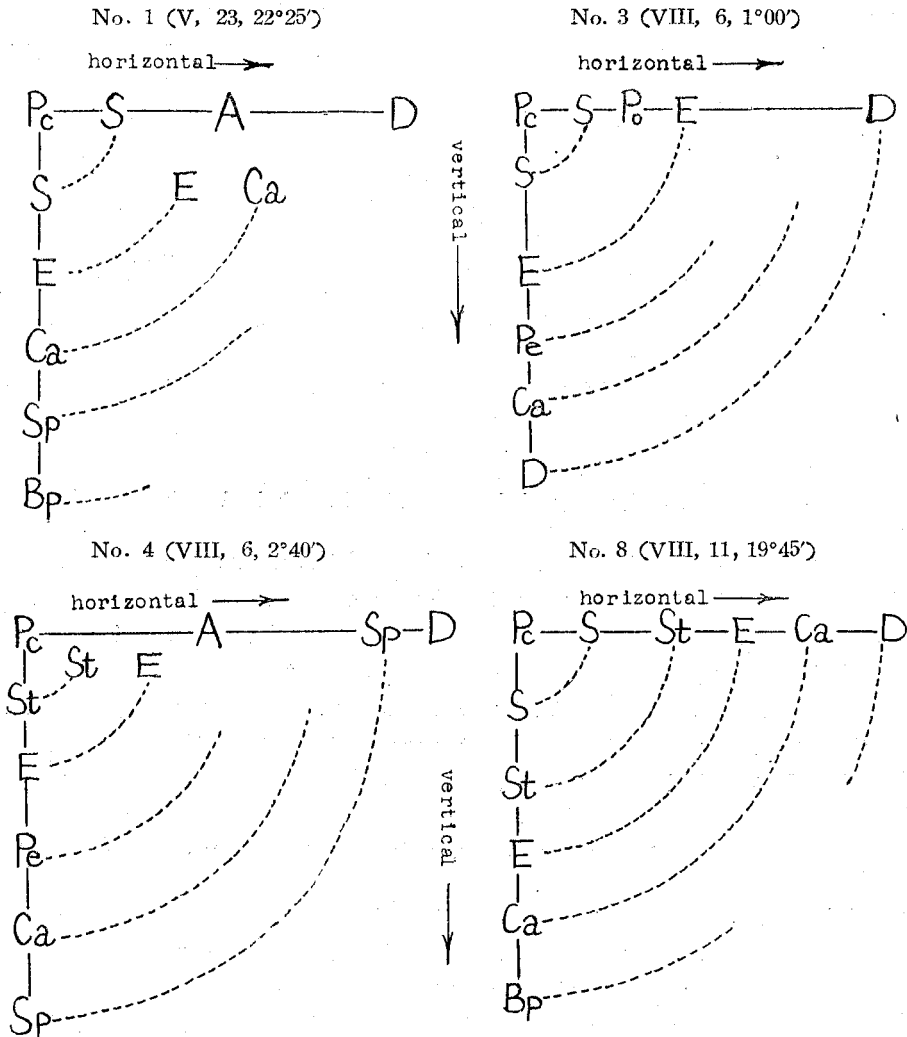 No. 1 (V, 23, 22°25′)
horizontal
Pc S A D
S
E Ca
E
Ca
Sp
Bp
vertical
No. 3 (VIII, 6, 1°00′)
horizontal
Pc S Po E D
S
E
Pe
Ca
D
No. 4 (VIII, 6, 2°40′)
horizontal
Pc A Sp D
St E
St
E
Pe
Ca
Sp
vertical
No. 8 (VIII, 11, 19°45′)
horizontal
Pc S St E Ca D
S
St
E
Ca
Bp